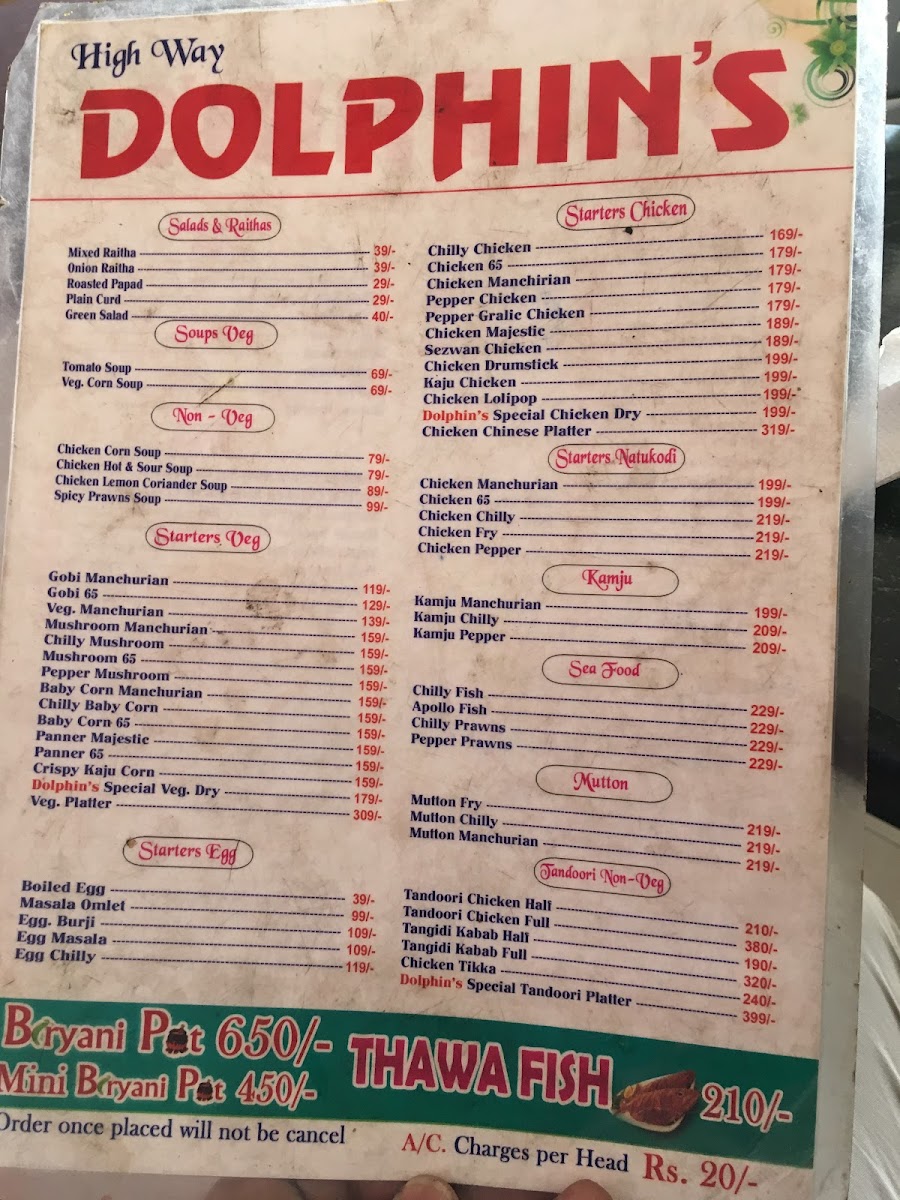 High Way
DOLPHIN'S
Salads & Raithas
Mixed Raitha 39/-
Onion Raitha 39/-
Roasted Papad 29/-
Plain Curd 29/-
Green Salad 40/-
Soups Veg
Tomato Soup 69/-
Veg. Corn Soup 69/-
Non - Veg
Chicken Corn Soup 79/-
Chicken Hot & Sour Soup 79/-
Chicken Lemon Coriander Soup 89/-
Spicy Prawns Soup 99/-
Starters Veg
Gobi Manchurian 119/-
Gobi 65 129/-
Veg. Manchurian 139/-
Mushroom Manchurian 159/-
Chilly Mushroom 159/-
Mushroom 65 159/-
Pepper Mushroom 159/-
Baby Corn Manchurian 159/-
Chilly Baby Corn 159/-
Baby Corn 65 159/-
Panner Majestic 159/-
Panner 65 159/-
Crispy Kaju Corn 159/-
Dolphin's Special Veg. Dry 179/-
Veg. Platter 309/-
Starters Egg
Boiled Egg 39/-
Masala Omlet 99/-
Egg. Burji 109/-
Egg Masala 109/-
Egg Chilly 119/-
Starters Chicken
Chilly Chicken 169/-
Chicken 65 179/-
Chicken Manchirian 179/-
Pepper Chicken 179/-
Pepper Gralic Chicken 179/-
Chicken Majestic 189/-
Sezwan Chicken 189/-
Chicken Drumstick 199/-
Kaju Chicken 199/-
Chicken Lolipop 199/-
Dolphin's Special Chicken Dry 199/-
Chicken Chinese Platter 319/-
Starters Natukodi
Chicken Manchurian 199/-
Chicken 65 199/-
Chicken Chilly 219/-
Chicken Fry 219/-
Chicken Pepper 219/-
Kamju
Kamju Manchurian 199/-
Kamju Chilly 209/-
Kamju Pepper 209/-
Sea Food
Chilly Fish 229/-
Apollo Fish 229/-
Chilly Prawns 229/-
Pepper Prawns 229/-
Mutton
Mutton Fry 219/-
Mutton Chilly 219/-
Mutton Manchurian 219/-
Tandoori Non-Veg
Tandoori Chicken Half 210/-
Tandoori Chicken Full 380/-
Tangidi Kabab Half 190/-
Tangidi Kabab Full 320/-
Chicken Tikka 240/-
Dolphin's Special Tandoori Platter 399/-
Biryani Pot 650/-
Mini Biryani Pot 450/-
THAWA FISH 210/-
Order once placed will not be cancel
A/C. Charges per Head Rs. 20/-